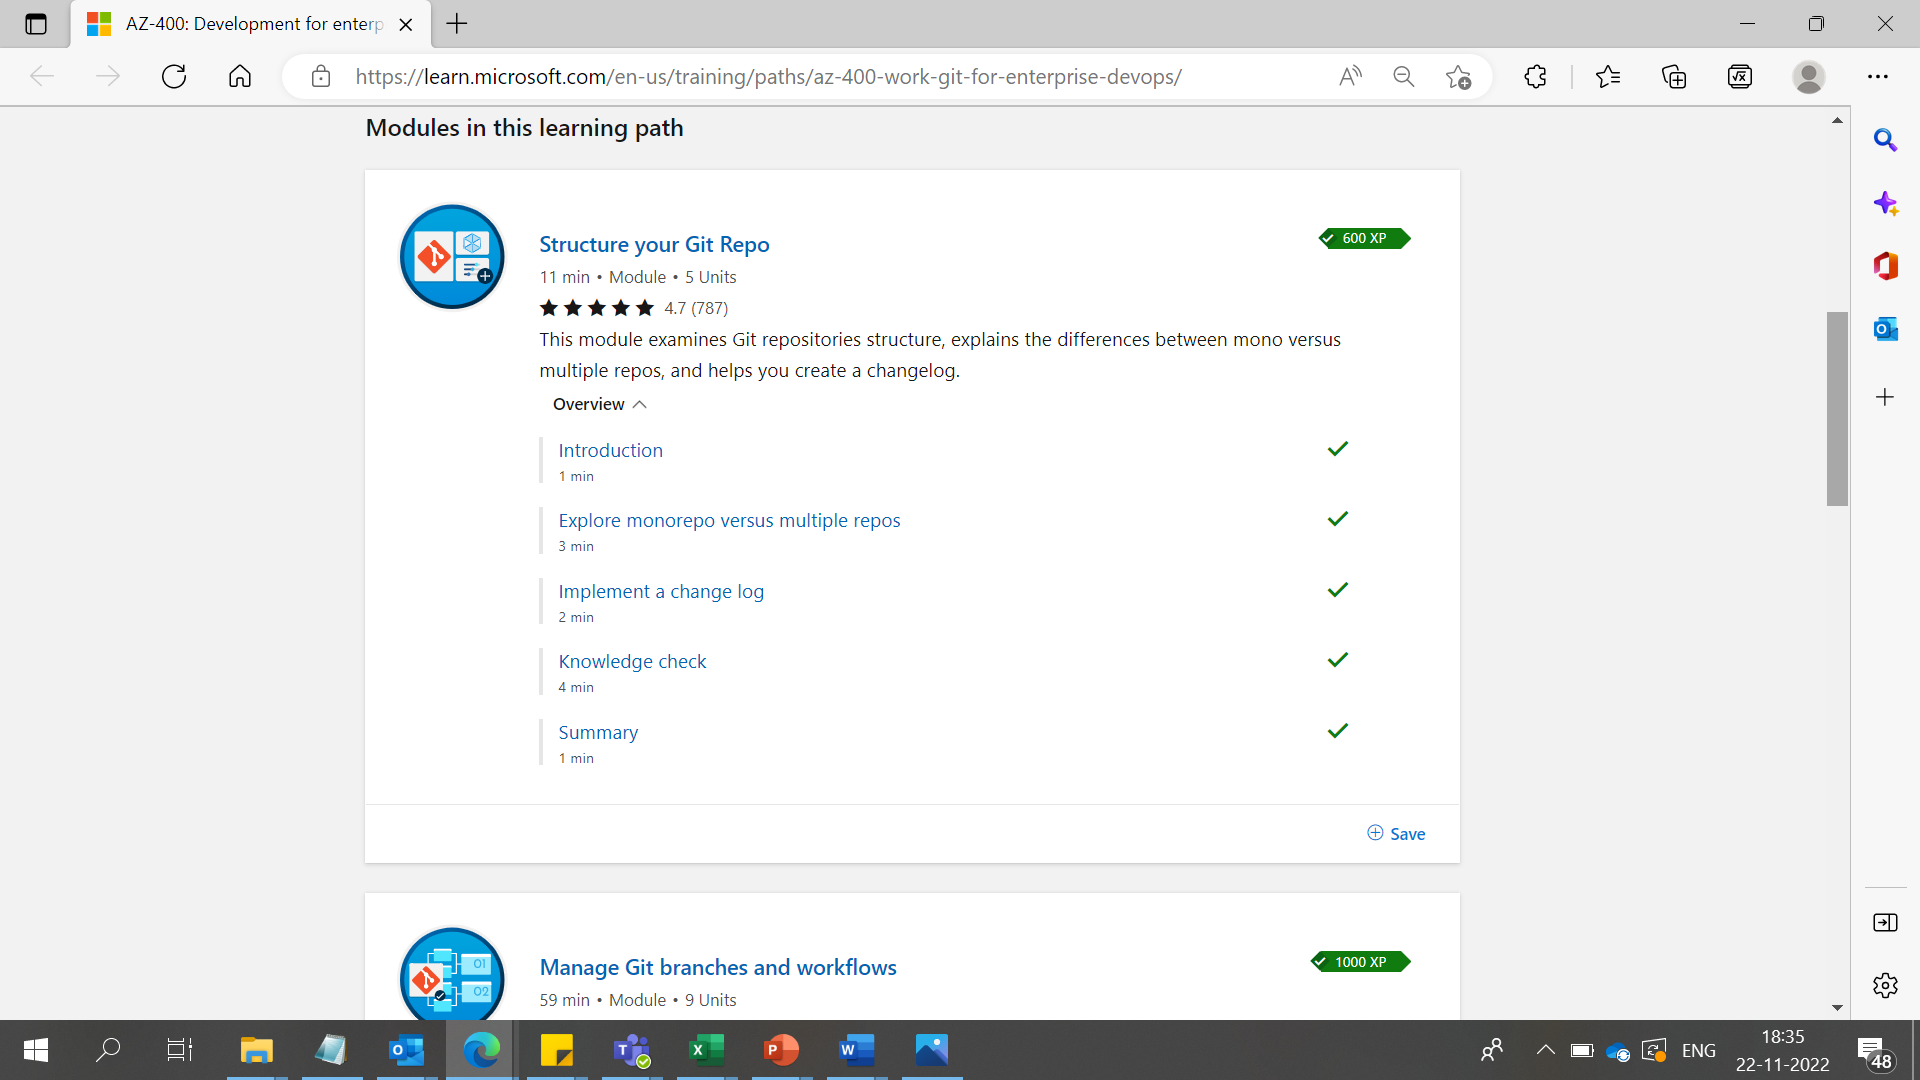 AZ-400: Development for enterp
https://learn.microsoft.com/en-us/training/paths/az-400-work-git-for-enterprise-devops/
Modules in this learning path
Structure your Git Repo
600 XP
11 min • Module • 5 Units
4.7 (787)
This module examines Git repositories structure, explains the differences between mono versus
multiple repos, and helps you create a changelog.
Overview
Introduction
1 min
Explore monorepo versus multiple repos
3 min
Implement a change log
2 min
Knowledge check
4 min
Summary
1 min
Save
01
02
Manage Git branches and workflows
1000 XP
59 min • Module • 9 Units
ENG
18:35
22-11-2022
48